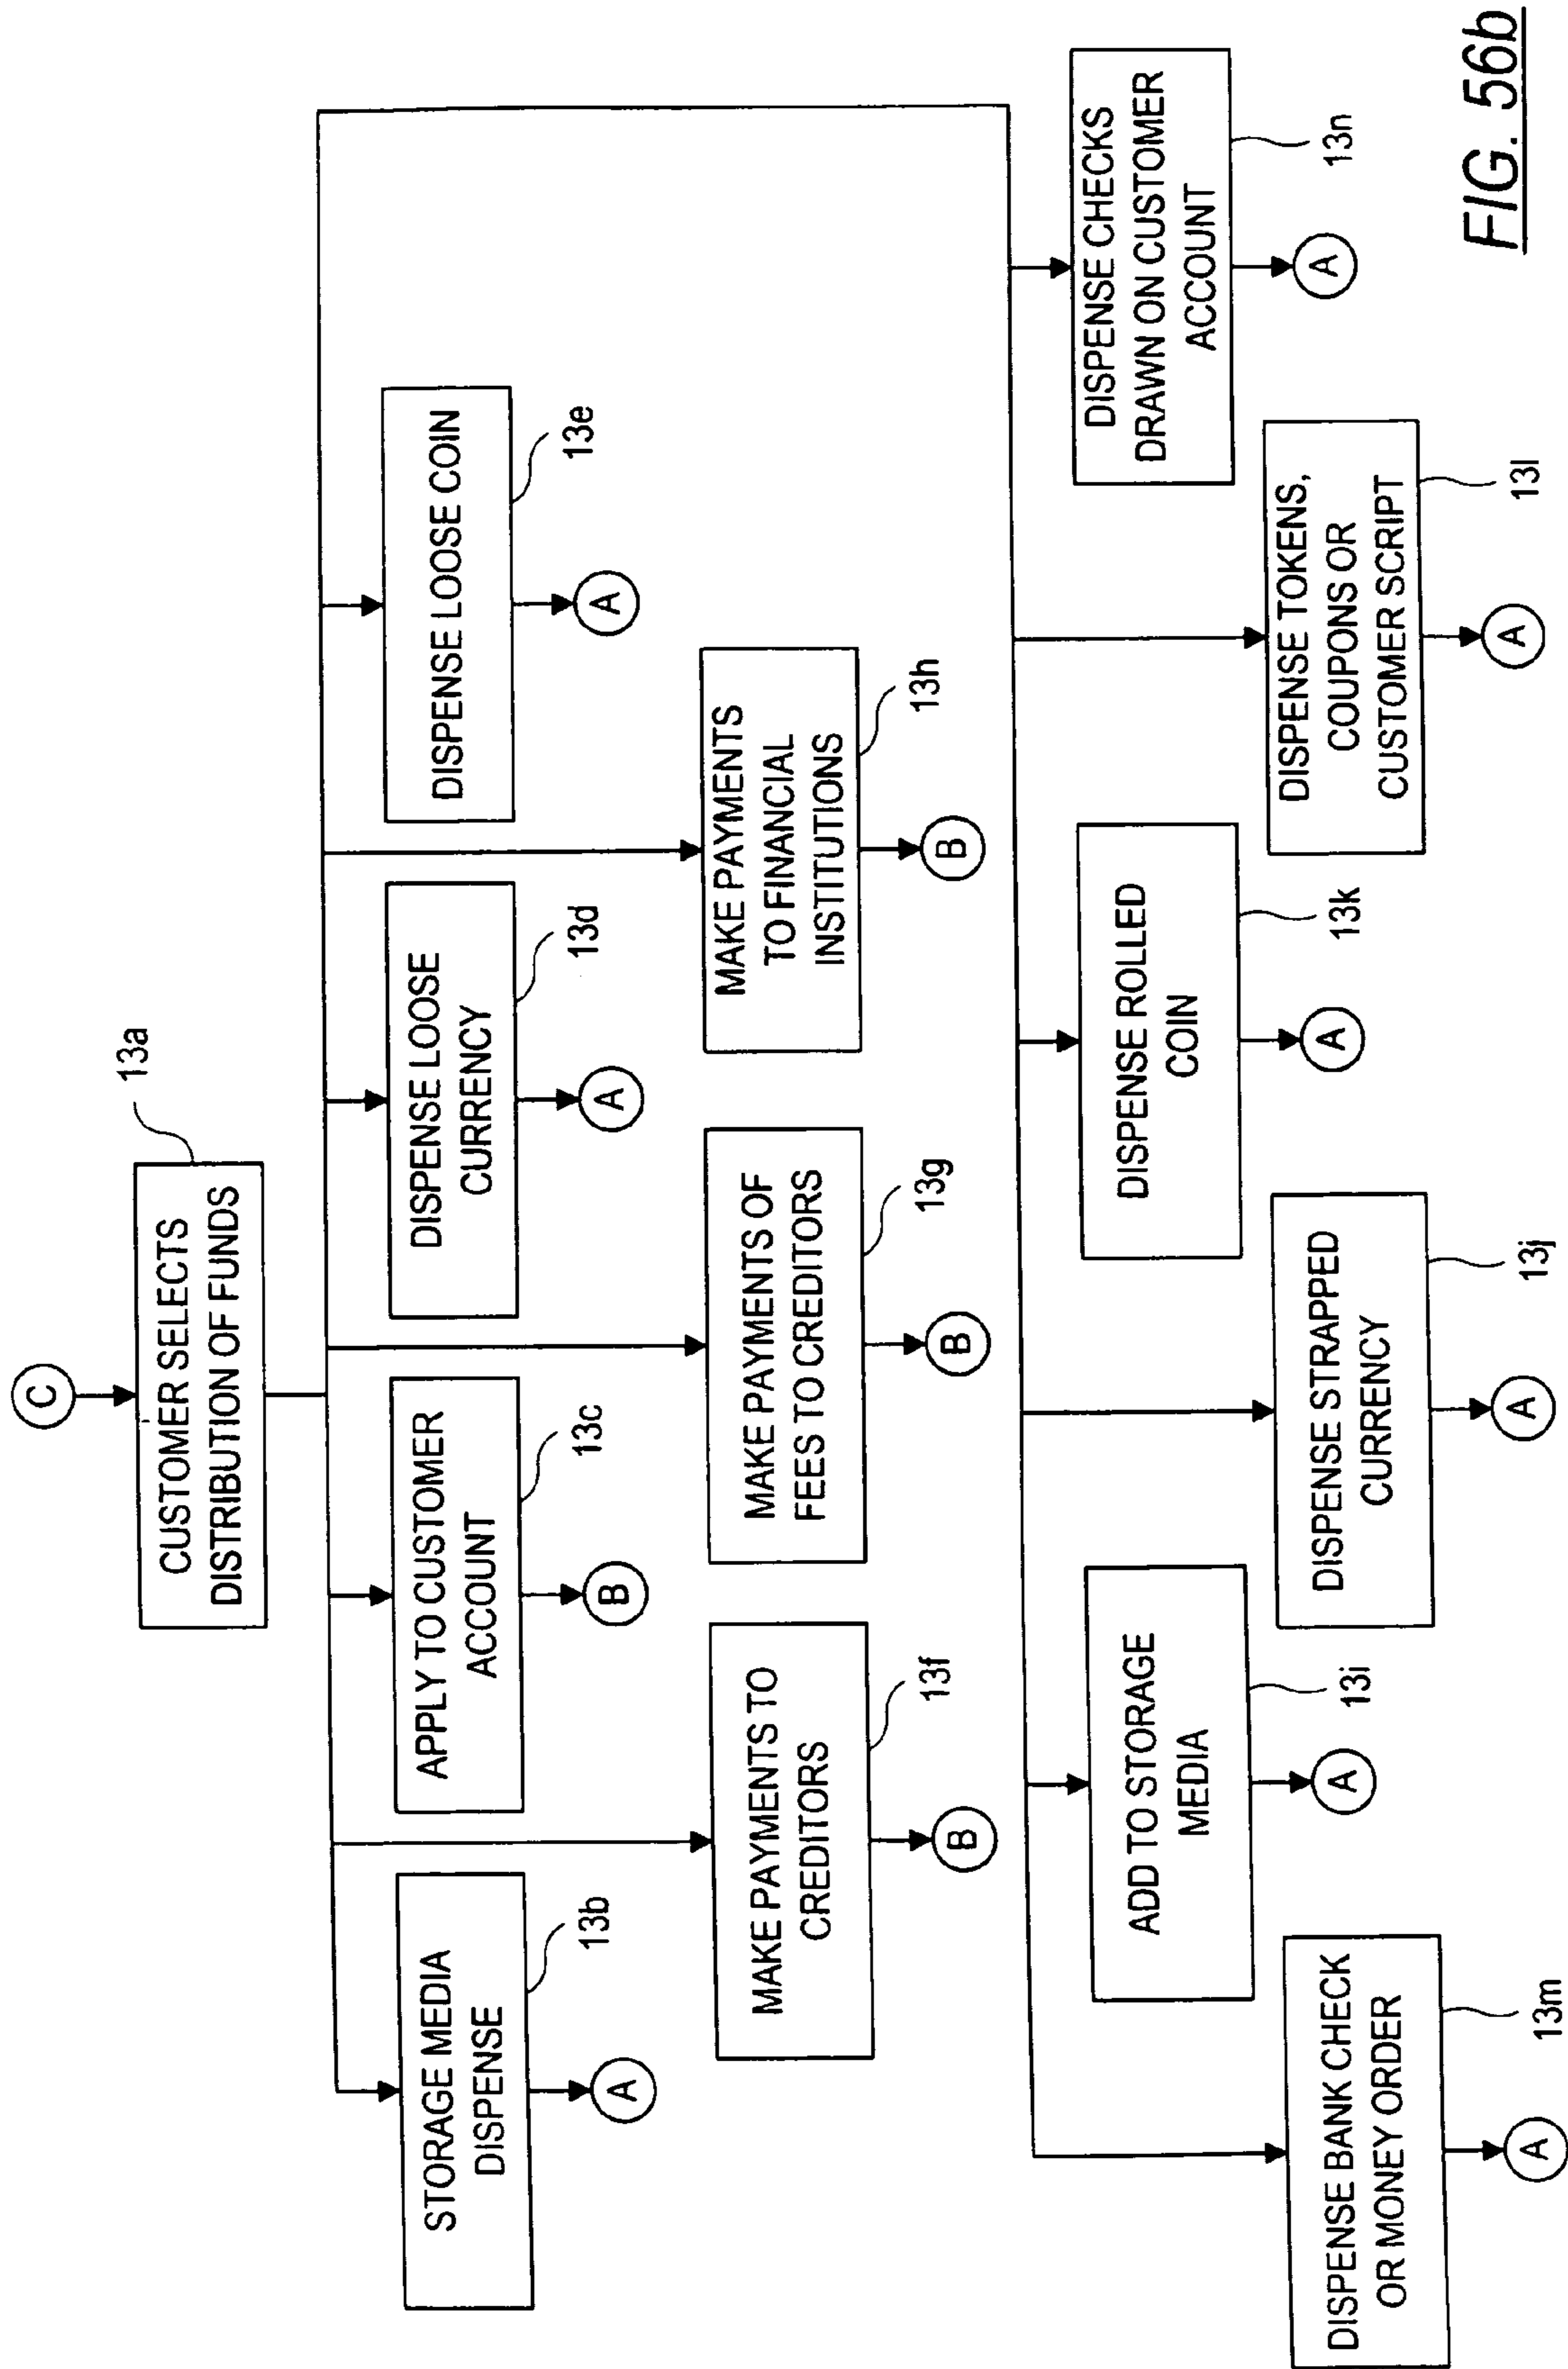 C
CUSTOMER SELECTS
DISTRIBUTION OF FUNDS
13a
STORAGE MEDIA
DISPENSE
13b
A
APPLY TO CUSTOMER
ACCOUNT
13c
B
DISPENSE LOOSE
CURRENCY
13d
A
DISPENSE LOOSE COIN
13e
A
MAKE PAYMENTS TO
CREDITORS
13f
B
MAKE PAYMENTS OF
FEES TO CREDITORS
13g
B
MAKE PAYMENTS
TO FINANCIAL
INSTITUTIONS
13h
B
ADD TO STORAGE
MEDIA
13i
A
DISPENSE ROLLED
COIN
13k
A
DISPENSE CHECKS
DRAWN ON CUSTOMER
ACCOUNT
13n
A
DISPENSE BANK CHECK
OR MONEY ORDER
13m
A
DISPENSE STRAPPED
CURRENCY
13j
A
DISPENSE TOKENS,
COUPONS OR
CUSTOMER SCRIPT
13l
A
FIG. 56b